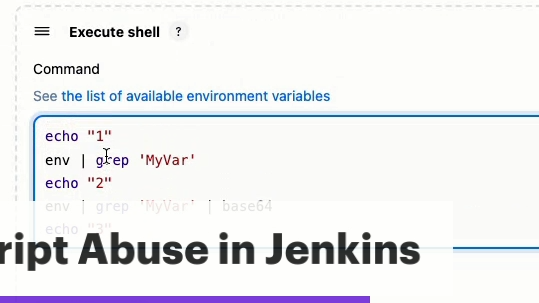 Execute shell ?
Command
See the list of available environment variables
echo "1"
env | grep 'MyVar'
echo "2"
env | grep 'MyVar' | base64
echo "3"
ript Abuse in Jenkins